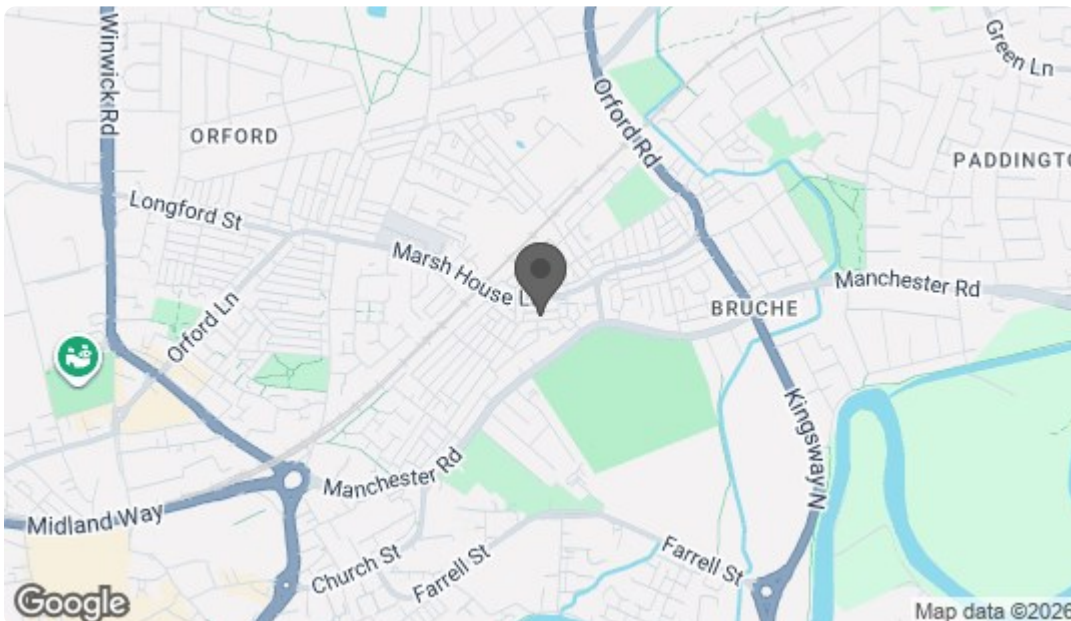 Winwick Rd
Green Ln
Orford Rd
ORFORD
PADDINGTO
Longford St
Marsh House L
Manchester Rd
BRUCHE
Orford Ln
Kingsway N
Manchester Rd
Midland Way
Church St
Farrell St
Farrell St
Google
Map data ©2026